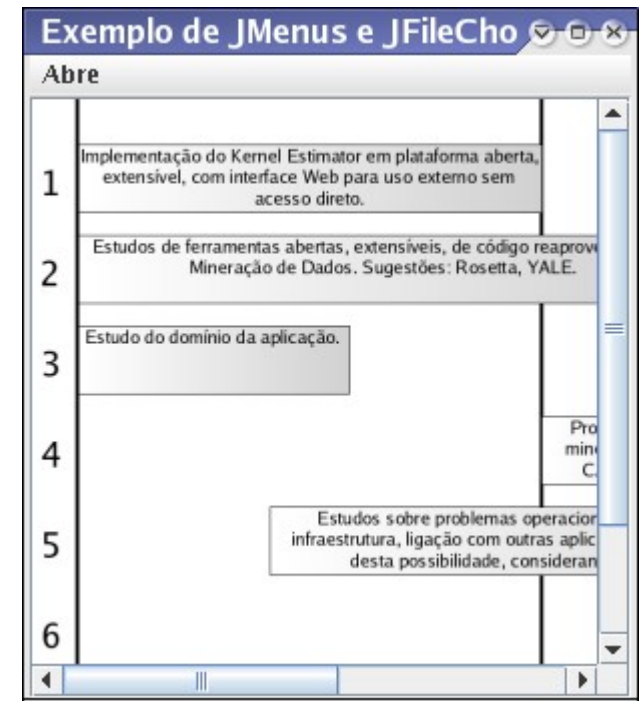 Exemplo de JMenus e JFileCho
Abre
1
Implementação do Kernel Estimator em plataforma aberta,
extensível, com interface Web para uso externo sem
acesso direto.
2
Estudos de ferramentas abertas, extensíveis, de código reaprove
Mineração de Dados. Sugestões: Rosetta, YALE.
3
Estudo do domínio da aplicação.
4
Pro
mine
C.
5
Estudos sobre problemas operacion
infraestrutura, ligação com outras aplic
desta possibilidade, consideran
6